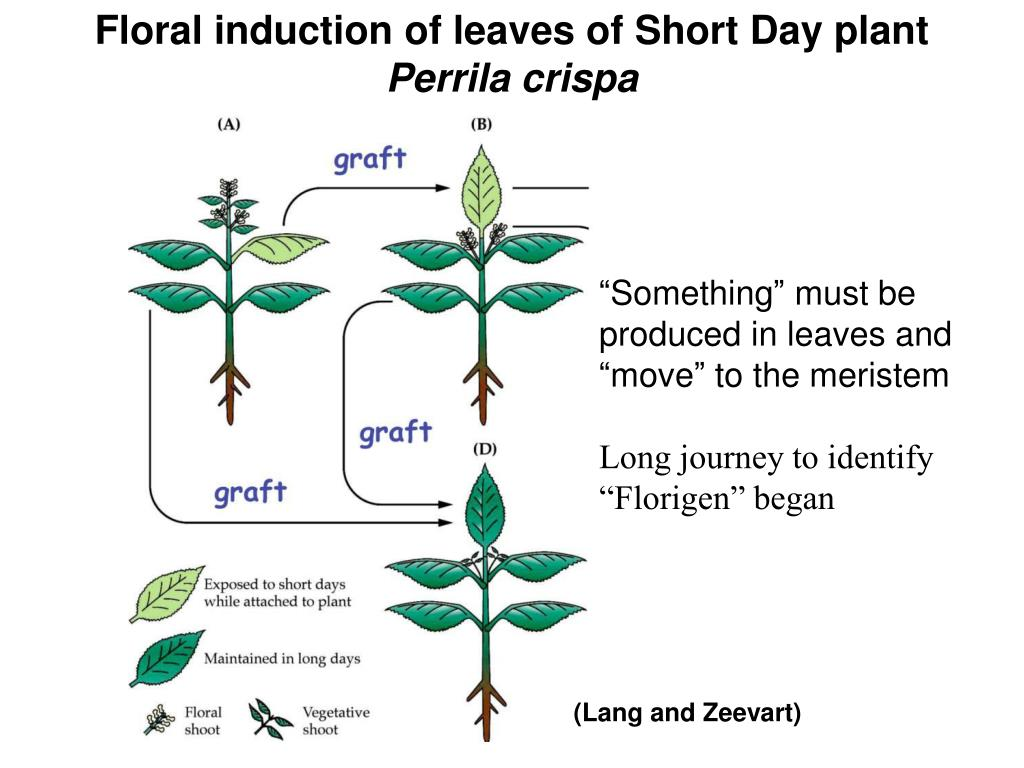 Floral induction of leaves of Short Day plant
Perrila crispa
(A)
(B)
graft
“Something” must be
produced in leaves and
“move” to the meristem
graft
(D)
Long journey to identify
“Florigen” began
graft
Exposed to short days
while attached to plant
Maintained in long days
Floral
shoot
Vegetative
shoot
(Lang and Zeevart)